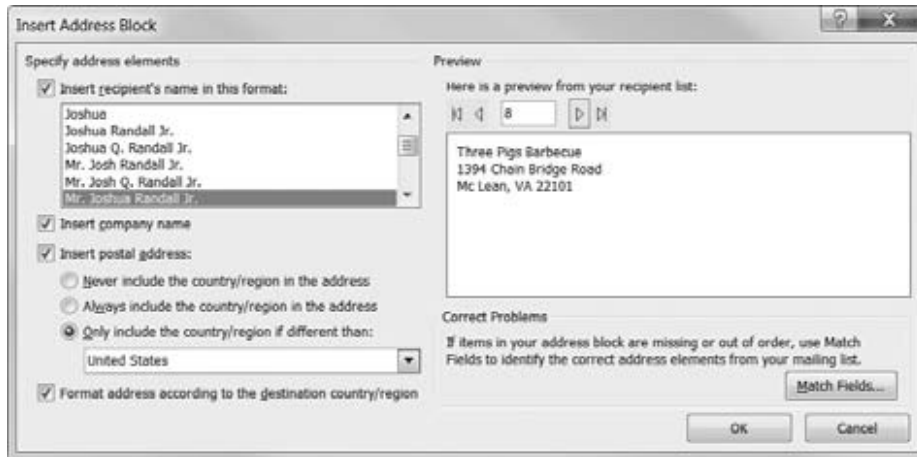 Insert Address Block
Specify address elements
Insert recipient's name in this format:
Joshua
Joshua Randall Jr.
Joshua Q. Randall Jr.
Mr. Josh Randall Jr.
Mr. Josh Q. Randall Jr.
Mr. Joshua Randall Jr.
Insert company name
Insert postal address:
Never include the country/region in the address
Always include the country/region in the address
Only include the country/region if different than:
United States
Format address according to the destination country/region
Preview
Here is a preview from your recipient list:
8
Three Pigs Barbecue
1394 Chain Bridge Road
Mc Lean, VA 22101
Correct Problems
If items in your address block are missing or out of order, use Match
Fields to identify the correct address elements from your mailing list.
Match Fields...
OK
Cancel